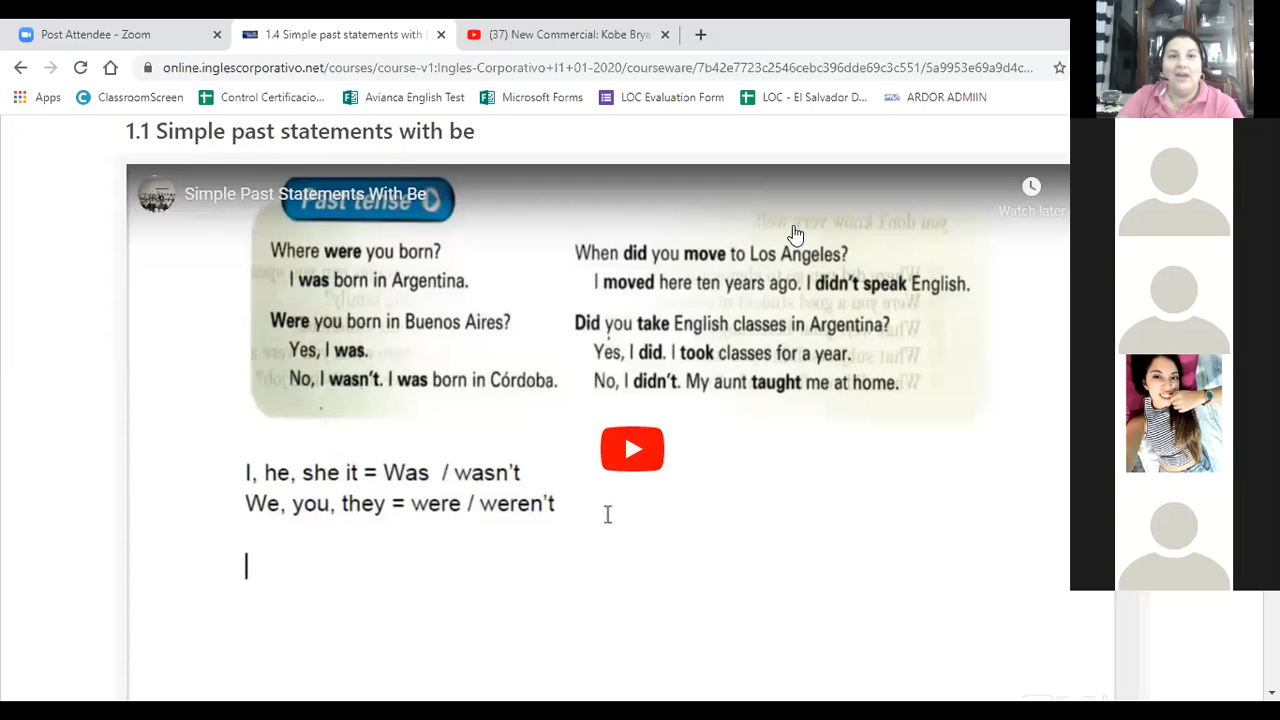 Post Attendee - Zoom
1.4 Simple past statements with
(37) New Commercial: Kobe Brya
online.inglescorporativo.net/courses/course-v1:Ingles-
o+I1+01-2020/courseware/7b42e7723c2546cebc396dde69c3c551/5a9953e69a9d4c...
Apps
ClassroomScreen
Control Certificacio...
Avianca English Test
Microsoft Forms
LOC Evaluation Form
LOC - El Salvador D...
ARDOR ADMIIN
1.1 Simple past statements with be
Simple Past Statements With Be
Past tense
Watch later
Where were you born?
I was born in Argentina.
Were you born in Buenos Aires?
Yes, I was.
No, I wasn't. I was born in Córdoba.
When did you move to Los Angeles?
I moved here ten years ago. I didn't speak English.
Did you take English classes in Argentina?
Yes, I did. I took classes for a year.
No, I didn't. My aunt taught me at home.
I, he, she it = Was / wasn't
We, you, they = were / weren't